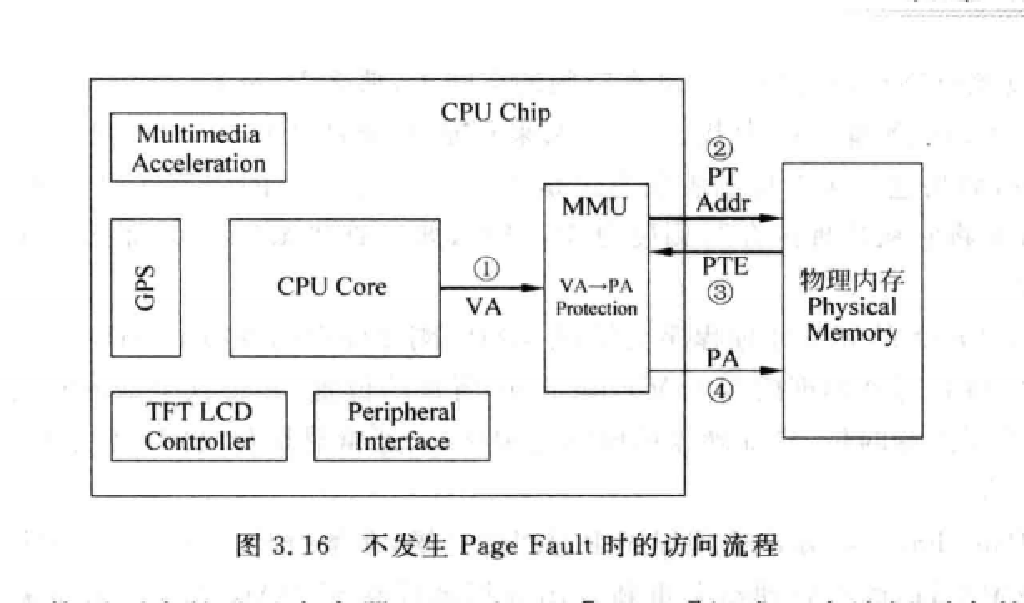 CPU Chip
Multimedia
Acceleration
GPS
CPU Core
①
VA
MMU
VA→PA
Protection
②
PT
Addr
PTE
③
PA
④
物理内存
Physical
Memory
TFT LCD
Controller
Peripheral
Interface
图 3.16 不发生 Page Fault 时的访问流程